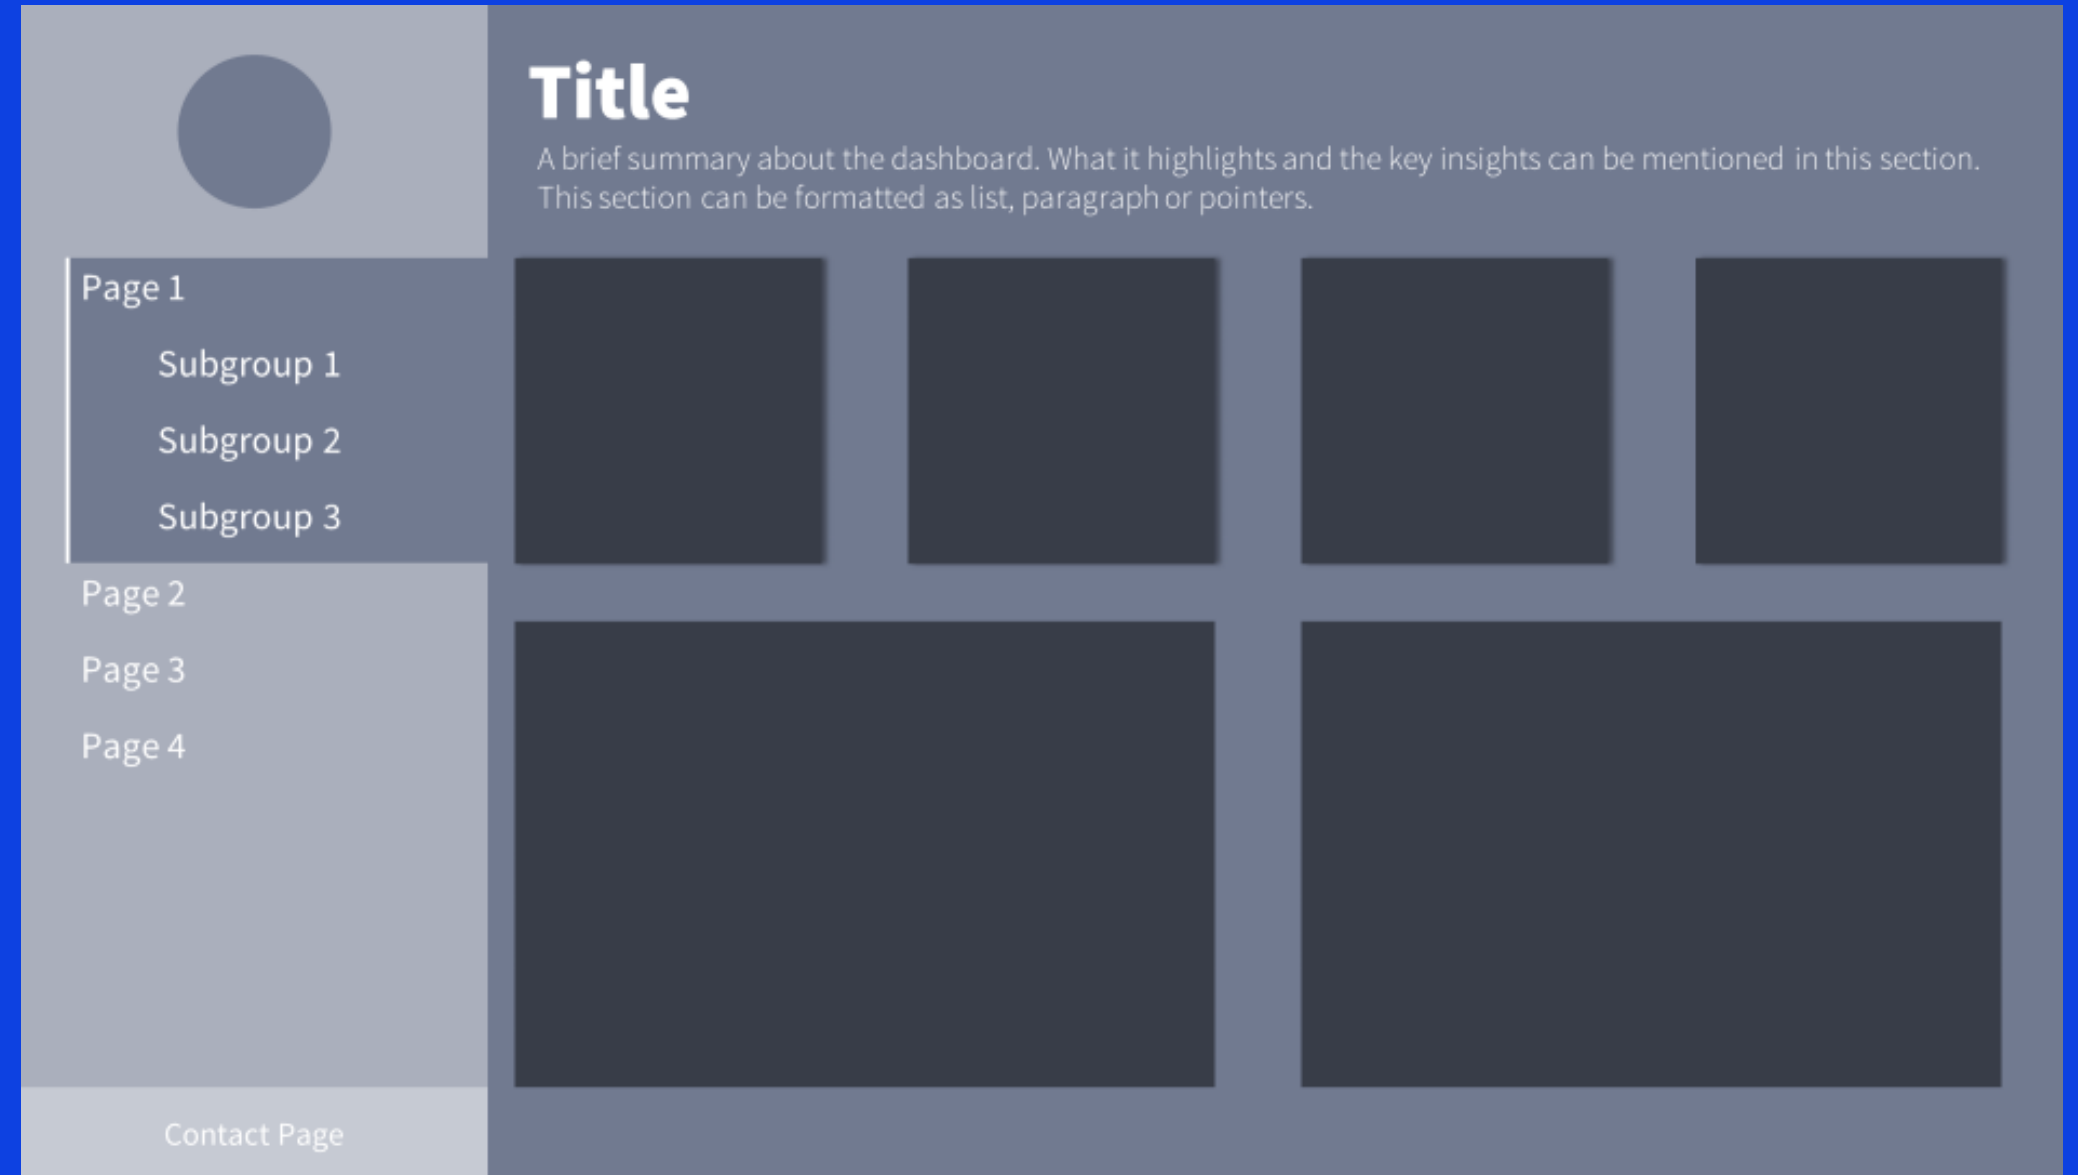 Title
A brief summary about the dashboard. What it highlights and the key insights can be mentioned in this section.
This section can be formatted as list, paragraph or pointers.
Page 1
Subgroup 1
Subgroup 2
Subgroup 3
Page 2
Page 3
Page 4
Contact Page